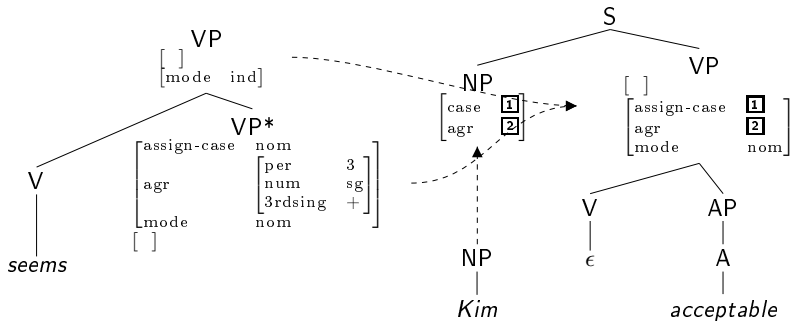 S
VP
[ ]
[mode ind]
NP
[case 1
agr 2]
VP
[ ]
[assign-case 1
agr 2
mode nom]
VP*
[assign-case nom
agr [per 3
num sg
3rdsing +]
mode nom]
[ ]
V
seems
NP
Kim
V
ϵ
AP
A
acceptable